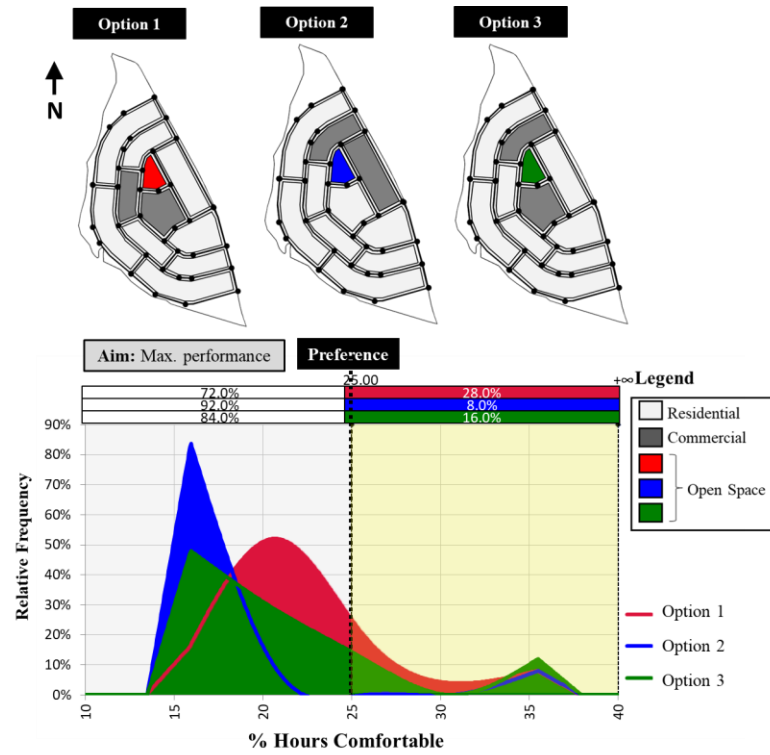 Option 1
Option 2
Option 3
N
Aim: Max. performance
Preference
25.00
+∞
Legend
72.0%
28.0%
92.0%
8.0%
84.0%
16.0%
Residential
Commercial
Open Space
90%
80%
70%
60%
50%
40%
30%
20%
10%
0%
Relative Frequency
10
15
20
25
30
35
40
% Hours Comfortable
Option 1
Option 2
Option 3